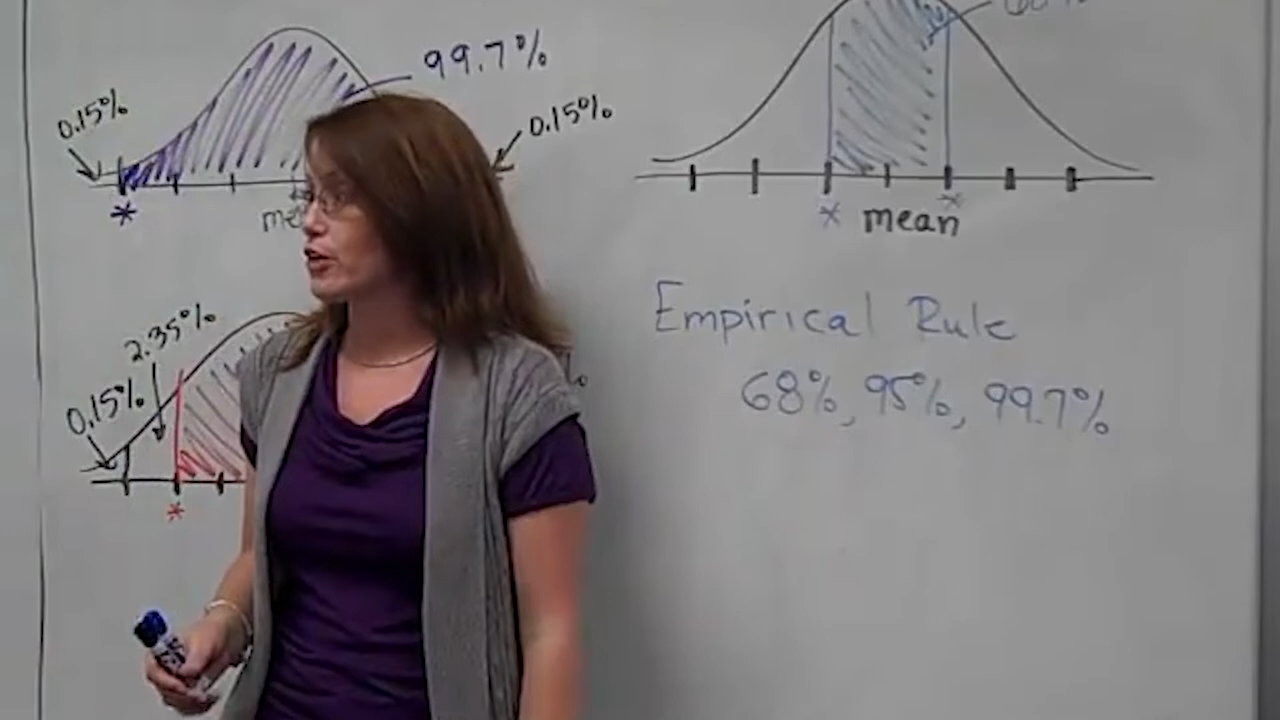 99.7%
0.15%
0.15%
mean
2.35%
0.15%
Empirical Rule
68%, 95%, 99.7%